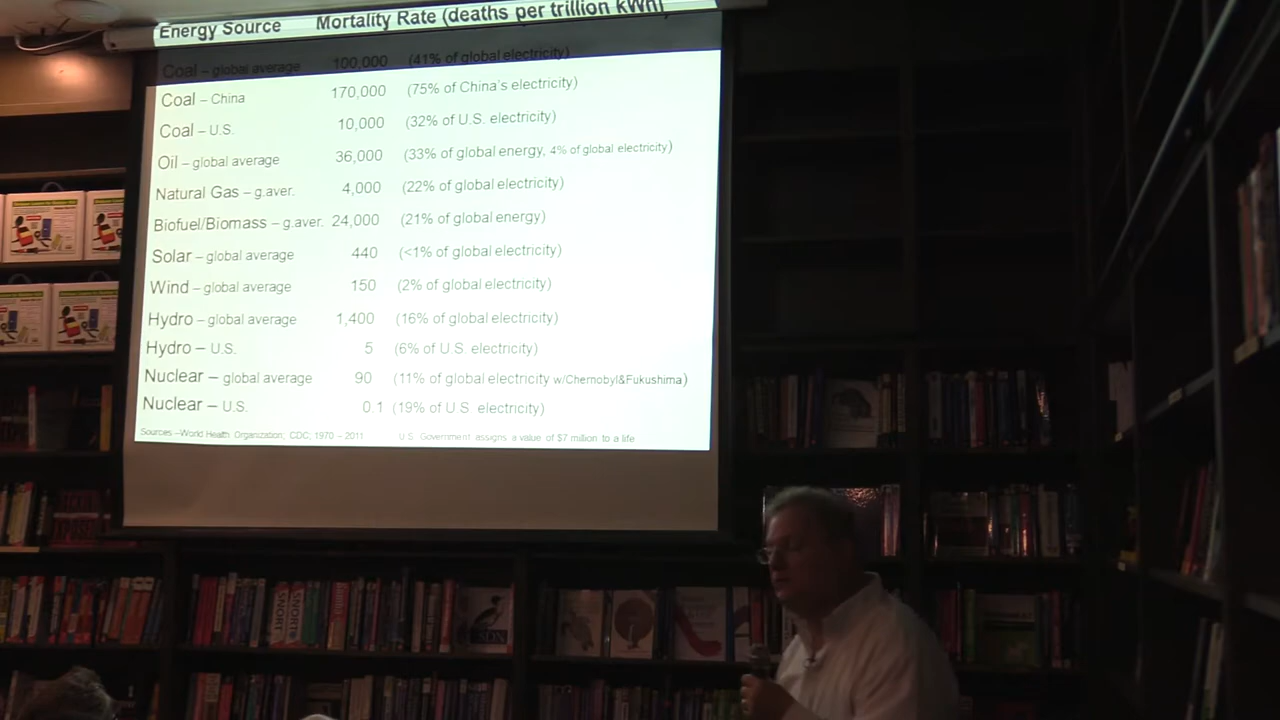 Energy Source Mortality Rate (deaths per trillion kWh)
Coal – global average 100,000 (41% of global electricity)
Coal – China 170,000 (75% of China's electricity)
Coal – U.S. 10,000 (32% of U.S. electricity)
Oil – global average 36,000 (33% of global energy, 4% of global electricity)
Natural Gas – g.aver. 4,000 (22% of global electricity)
Biofuel/Biomass – g.aver. 24,000 (21% of global energy)
Solar – global average 440 (<1% of global electricity)
Wind – global average 150 (2% of global electricity)
Hydro – global average 1,400 (16% of global electricity)
Hydro – U.S. 5 (6% of U.S. electricity)
Nuclear – global average 90 (11% of global electricity w/Chernobyl&Fukushima)
Nuclear – U.S. 0.1 (19% of U.S. electricity)
Sources –World Health Organization; CDC; 1970 – 2011 U.S. Government assigns a value of $7 million to a life
SNORT
SNORT